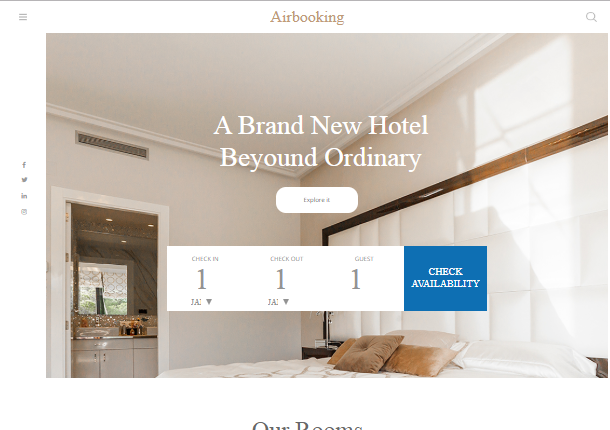 Airbooking
A Brand New Hotel
Beyound Ordinary
Explore it
CHECK IN
CHECK OUT
GUEST
1
1
1
JA
JA
CHECK
AVAILABILITY
Our Rooms